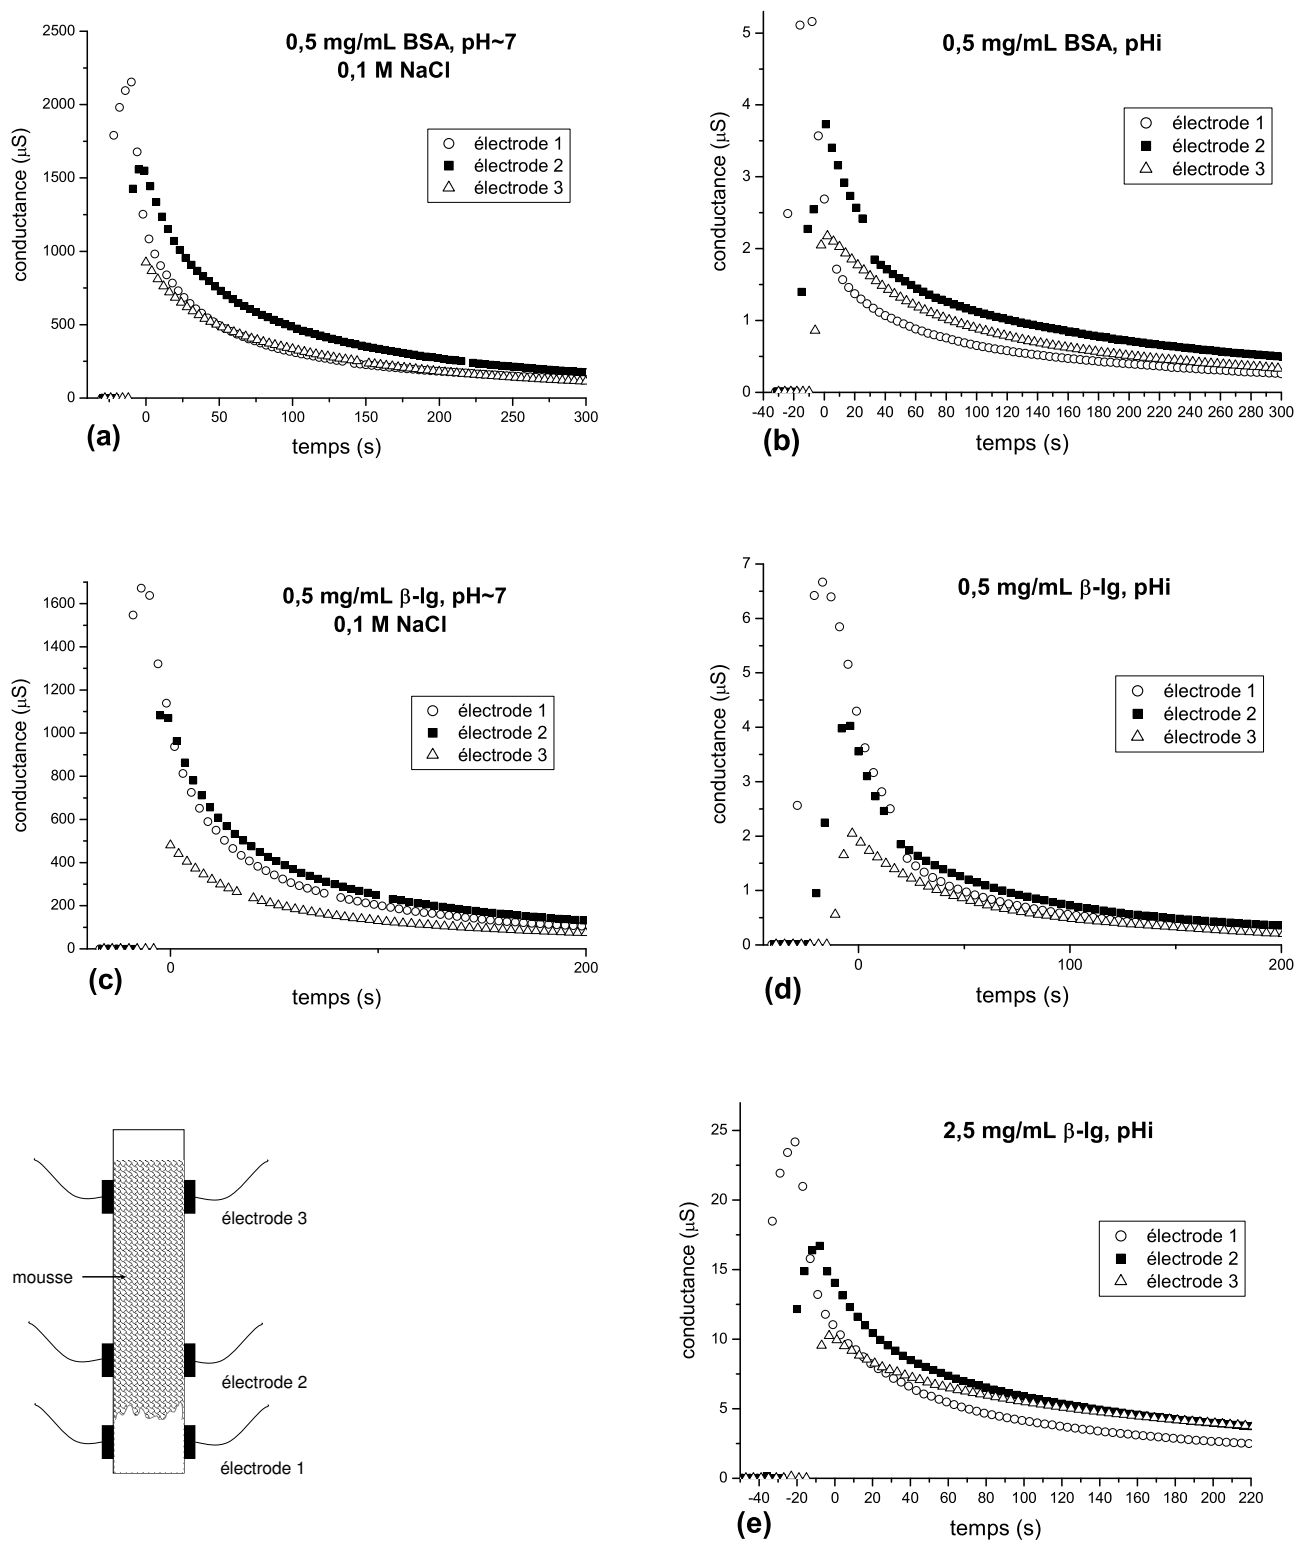 0,5 mg/mL BSA, pH~7
0,1 M NaCl
conductance (µS)
2500
2000
1500
1000
500
0
électrode 1
électrode 2
électrode 3
0 50 100 150 200 250 300
temps (s)
(a)
0,5 mg/mL BSA, pHi
conductance (µS)
5
4
3
2
1
0
électrode 1
électrode 2
électrode 3
-40 -20 0 20 40 60 80 100 120 140 160 180 200 220 240 260 280 300
temps (s)
(b)
0,5 mg/mL β-lg, pH~7
0,1 M NaCl
conductance (µS)
1600
1400
1200
1000
800
600
400
200
0
électrode 1
électrode 2
électrode 3
0 200
temps (s)
(c)
0,5 mg/mL β-lg, pHi
conductance (µS)
7
6
5
4
3
2
1
0
électrode 1
électrode 2
électrode 3
0 100 200
temps (s)
(d)
électrode 3
mousse
électrode 2
électrode 1
2,5 mg/mL β-lg, pHi
conductance (µS)
25
20
15
10
5
0
électrode 1
électrode 2
électrode 3
-40 -20 0 20 40 60 80 100 120 140 160 180 200 220
temps (s)
(e)